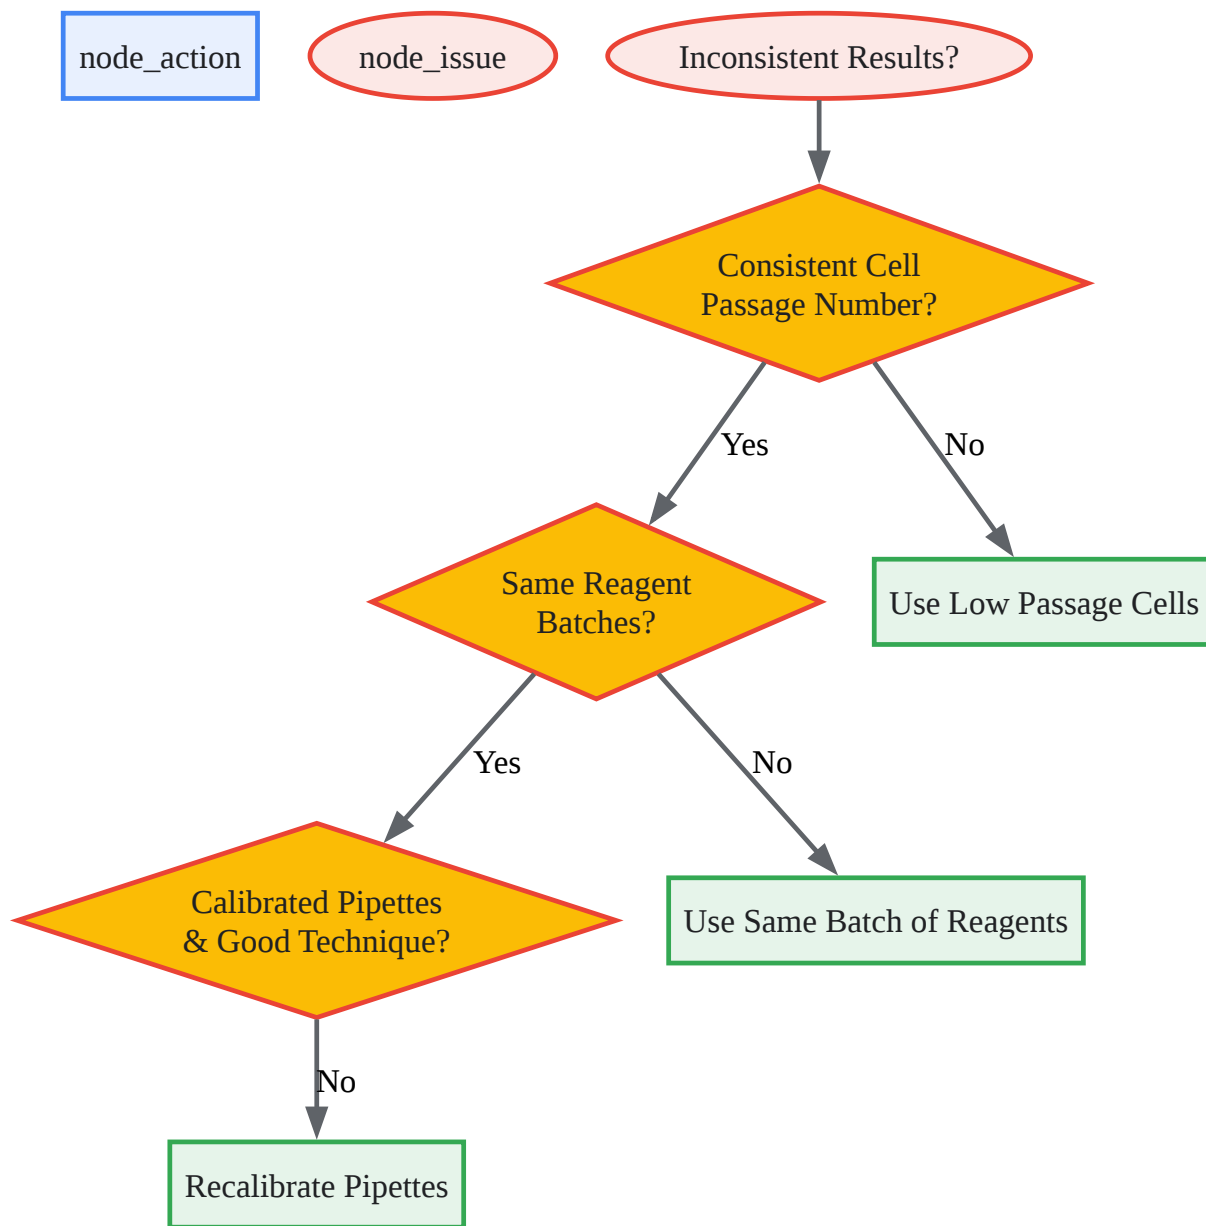 node_action
node_issue
Inconsistent Results?
Consistent Cell
Passage Number?
Yes
No
Same Reagent
Batches?
Use Low Passage Cells
Yes
No
Calibrated Pipettes
& Good Technique?
Use Same Batch of Reagents
No
Recalibrate Pipettes